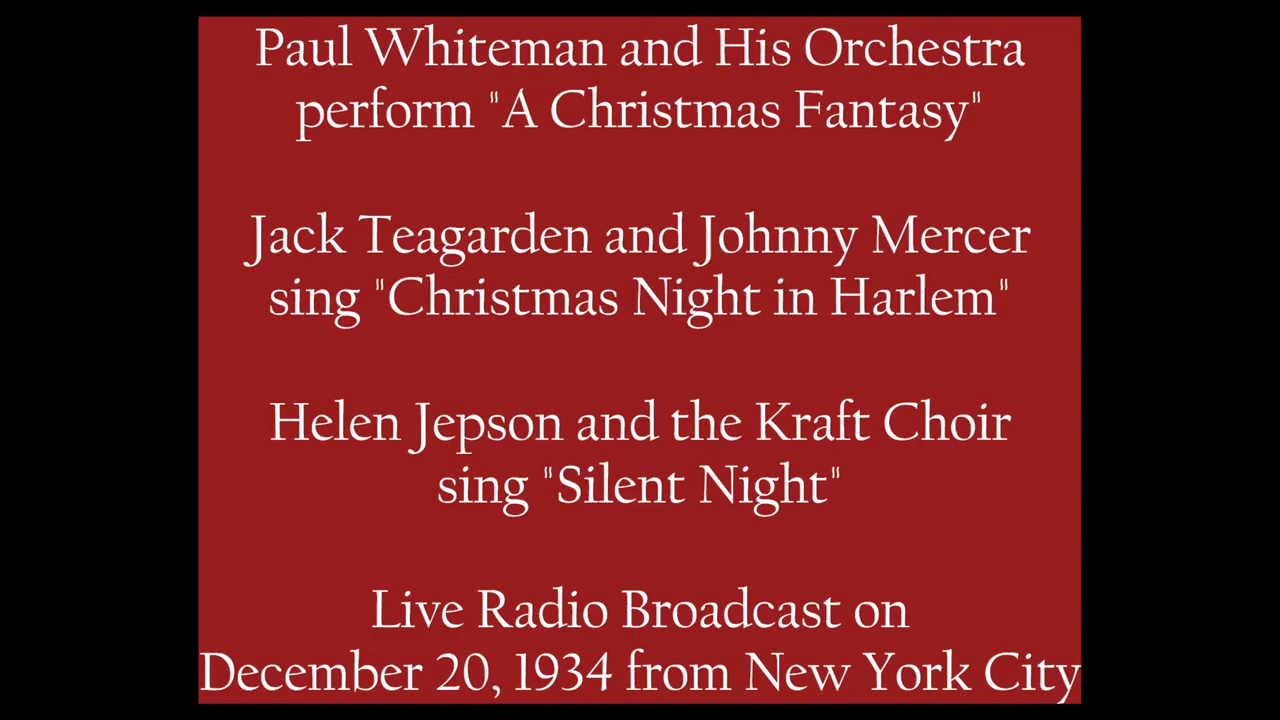 Paul Whiteman and His Orchestra
perform "A Christmas Fantasy"
Jack Teagarden and Johnny Mercer
sing "Christmas Night in Harlem"
Helen Jepson and the Kraft Choir
sing "Silent Night"
Live Radio Broadcast on
December 20, 1934 from New York City